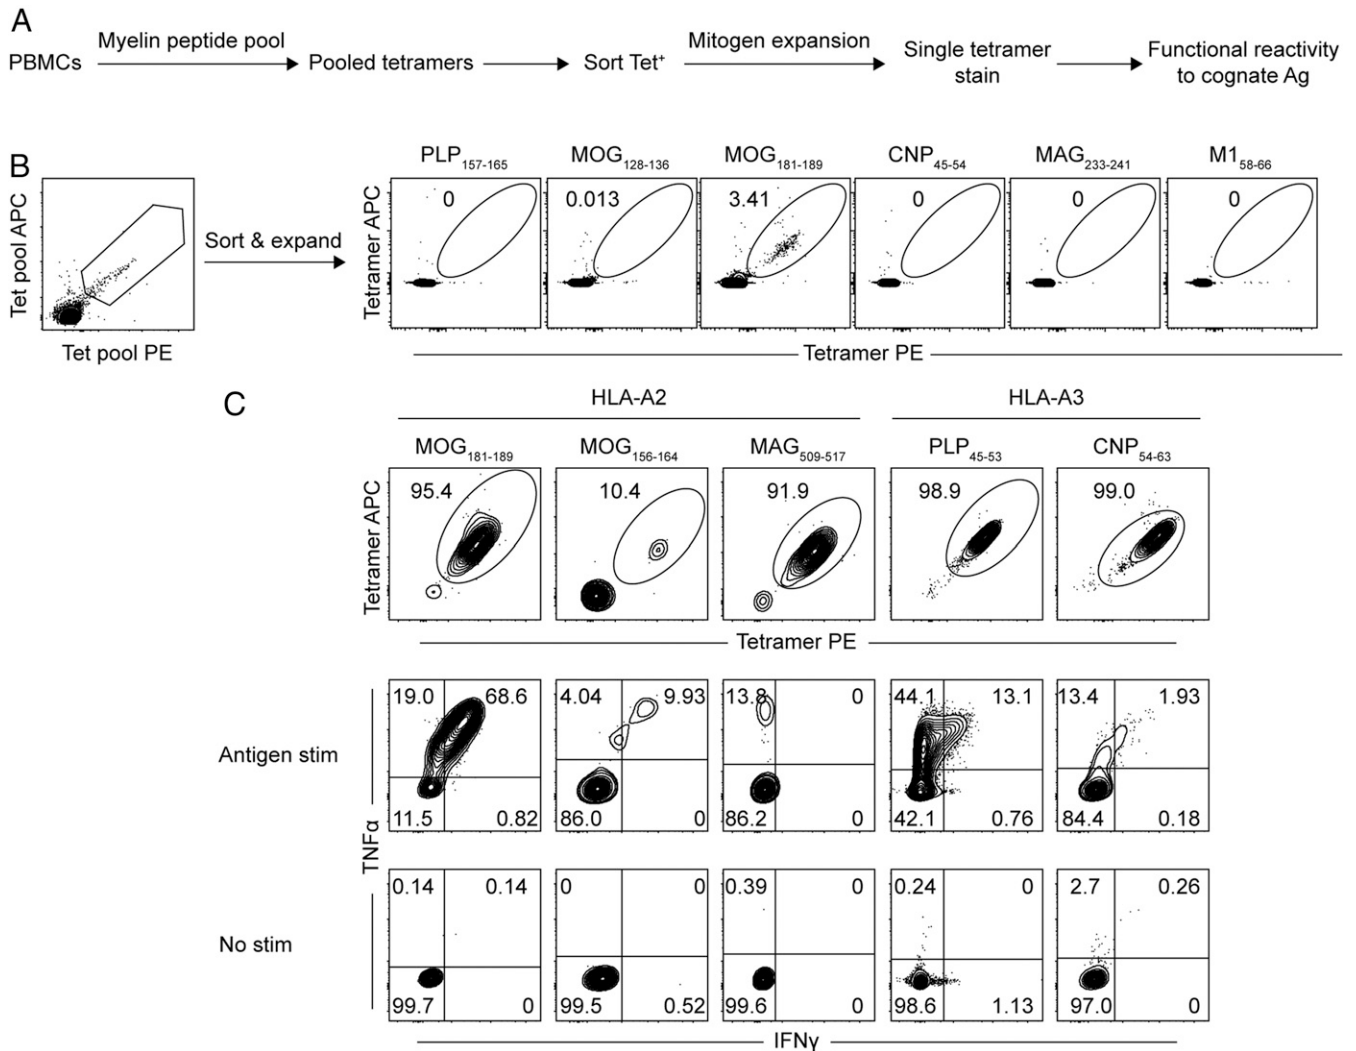 A
PBMCs
Myelin peptide pool
Pooled tetramers
Sort Tet⁺
Mitogen expansion
Single tetramer
stain
Functional reactivity
to cognate Ag
B
Tet pool APC
Tet pool PE
Sort & expand
PLP157-165
MOG128-136
MOG181-189
CNP45-54
MAG233-241
M158-66
Tetramer APC
0
0.013
3.41
0
0
0
Tetramer PE
C
HLA-A2
HLA-A3
MOG181-189
MOG156-164
MAG509-517
PLP45-53
CNP54-63
Tetramer APC
95.4
10.4
91.9
98.9
99.0
Tetramer PE
Antigen stim
19.0 68.6
4.04 9.93
13.8 0
44.1 13.1
13.4 1.93
11.5 0.82
86.0 0
86.2 0
42.1 0.76
84.4 0.18
TNFα
No stim
0.14 0.14
0 0
0.39 0
0.24 0
2.7 0.26
99.7 0
99.5 0.52
99.6 0
98.6 1.13
97.0 0
IFNγ